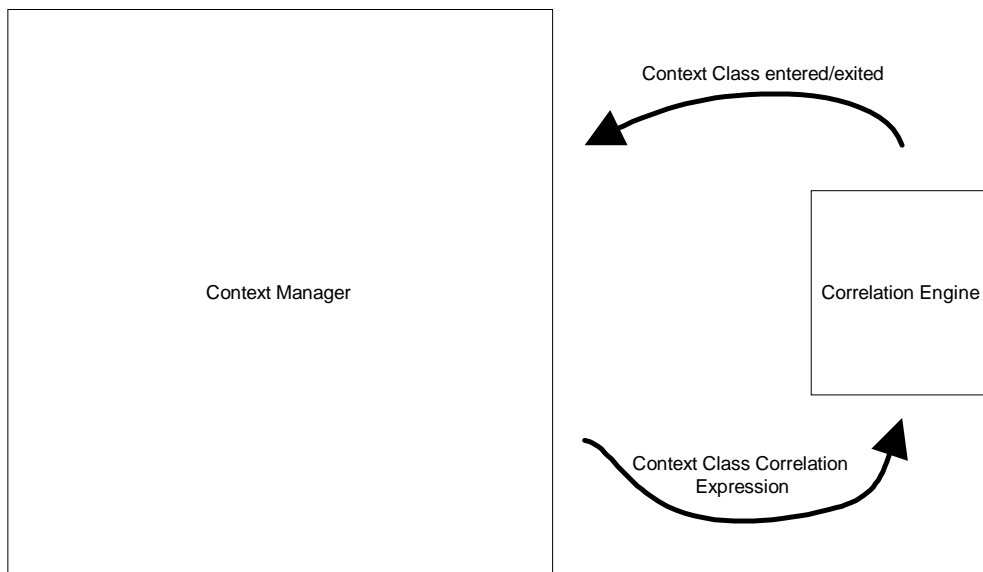 Context Class entered/exited
Context Manager
Correlation Engine
Context Class Correlation
Expression